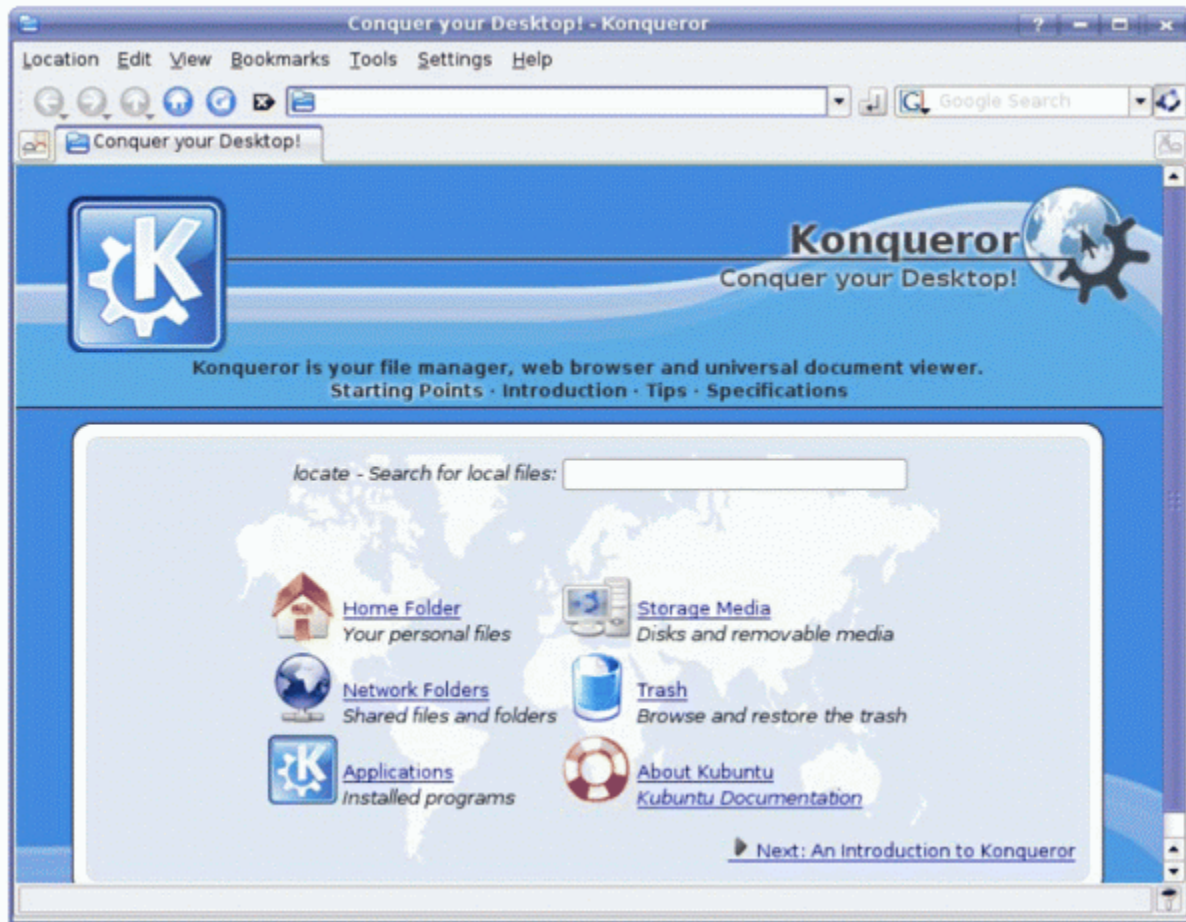 Conquer your Desktop! - Konqueror
Location Edit View Bookmarks Tools Settings Help
Google Search
Conquer your Desktop!
Konqueror
Conquer your Desktop!
Konqueror is your file manager, web browser and universal document viewer.
Starting Points · Introduction · Tips · Specifications
locate - Search for local files:
Home Folder
Your personal files
Storage Media
Disks and removable media
Network Folders
Shared files and folders
Trash
Browse and restore the trash
Applications
Installed programs
About Kubuntu
Kubuntu Documentation
Next: An Introduction to Konqueror